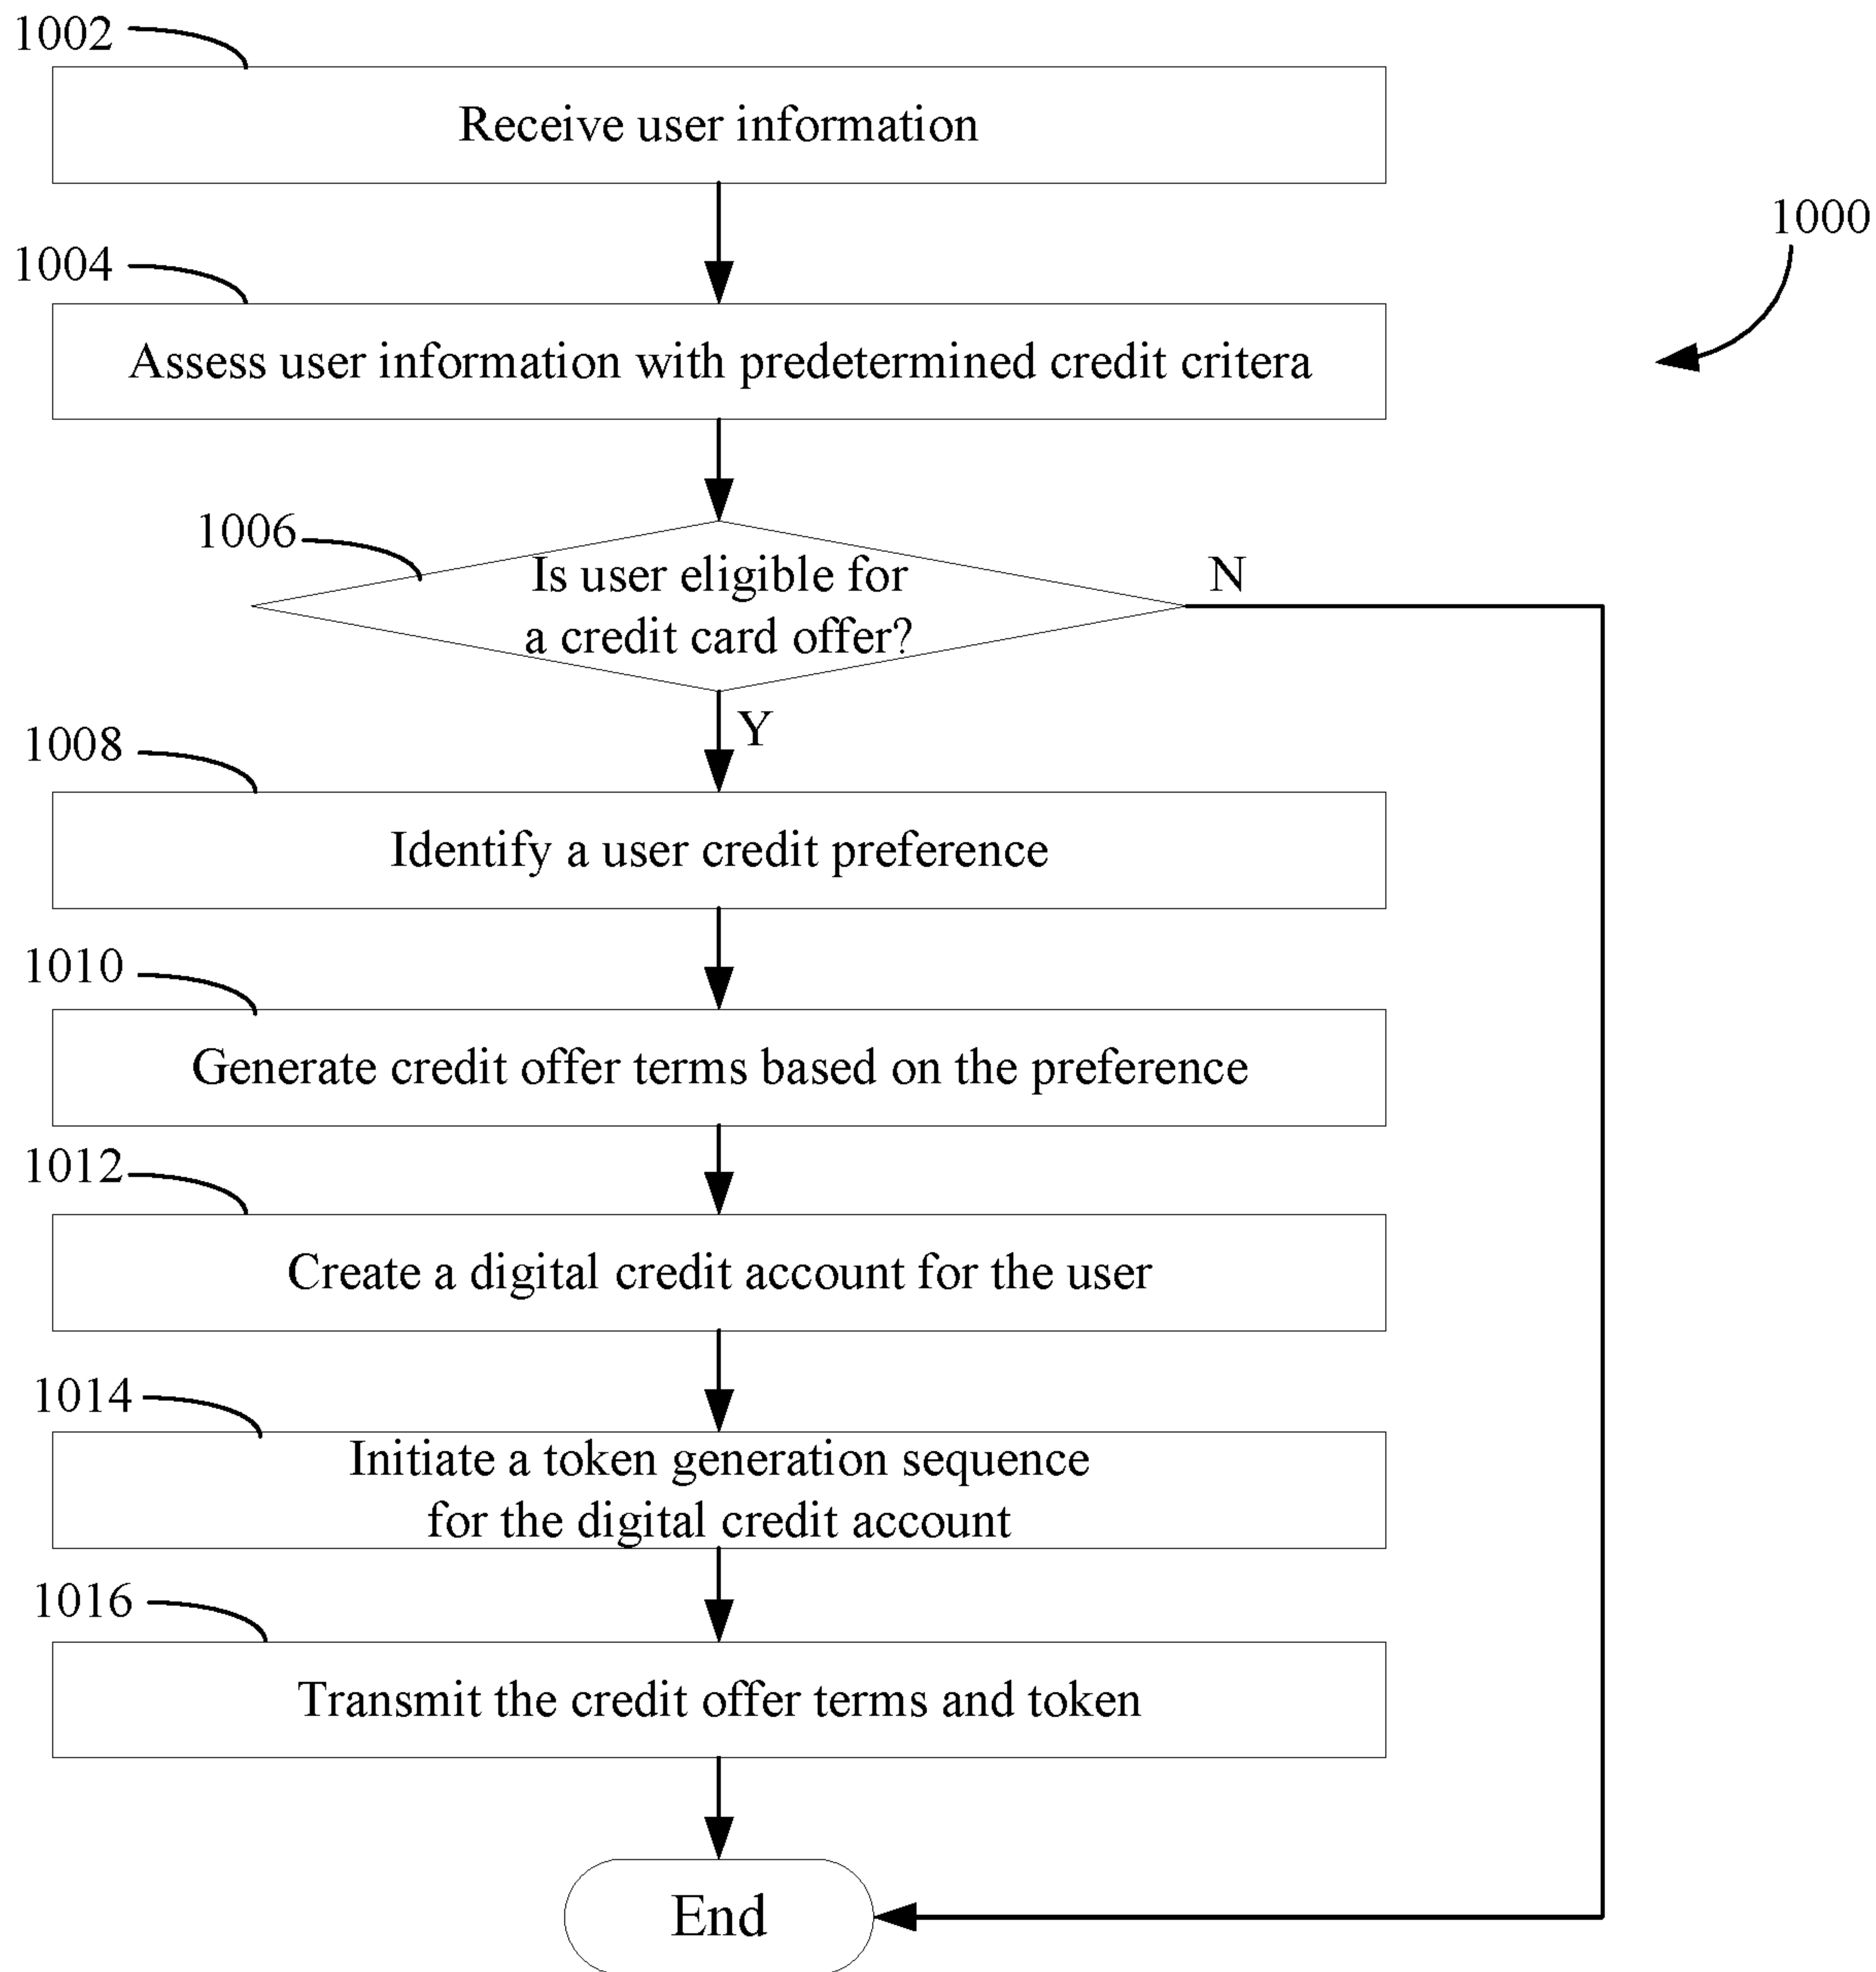 1002
Receive user information
1000
1004
Assess user information with predetermined credit critera
1006
Is user eligible for
a credit card offer?
N
Y
1008
Identify a user credit preference
1010
Generate credit offer terms based on the preference
1012
Create a digital credit account for the user
1014
Initiate a token generation sequence
for the digital credit account
1016
Transmit the credit offer terms and token
End